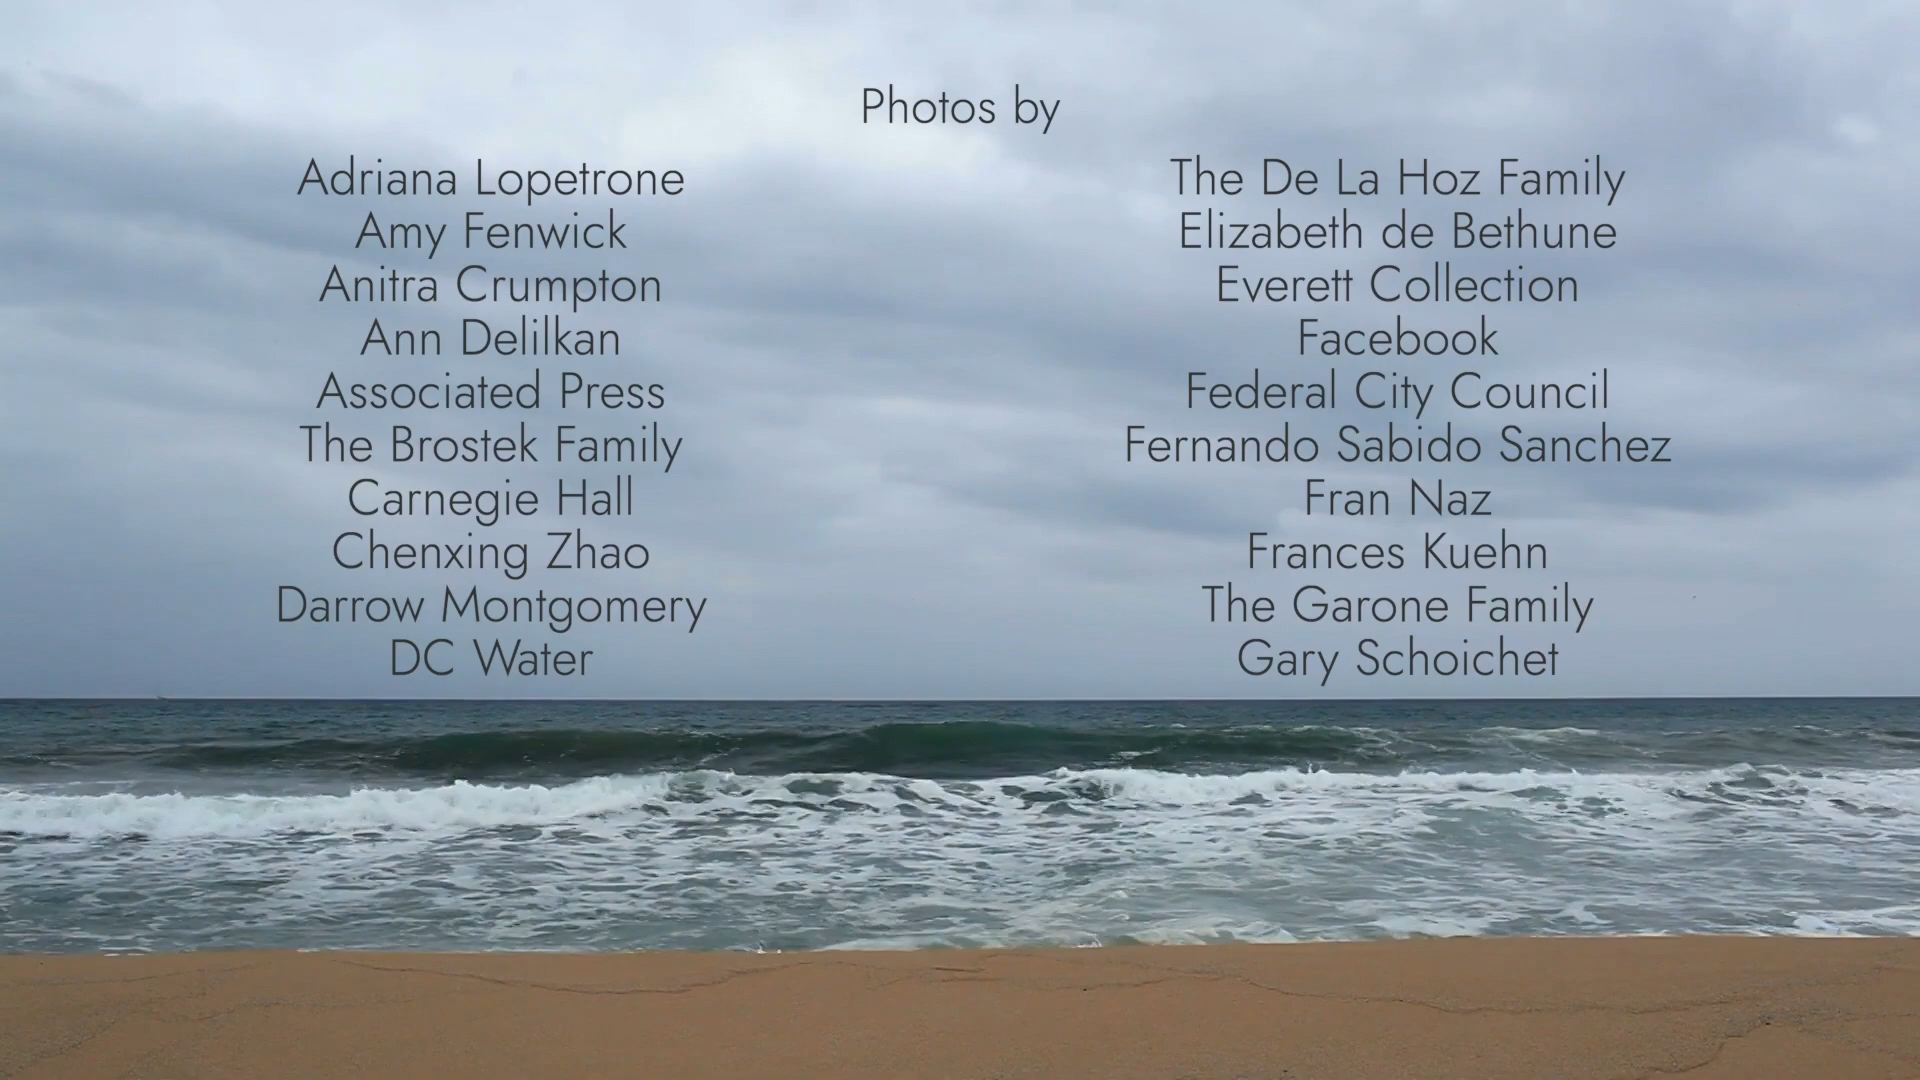 Photos by
Adriana Lopetrone
Amy Fenwick
Anitra Crumpton
Ann Delilkan
Associated Press
The Brostek Family
Carnegie Hall
Chenxing Zhao
Darrow Montgomery
DC Water
The De La Hoz Family
Elizabeth de Bethune
Everett Collection
Facebook
Federal City Council
Fernando Sabido Sanchez
Fran Naz
Frances Kuehn
The Garone Family
Gary Schoichet